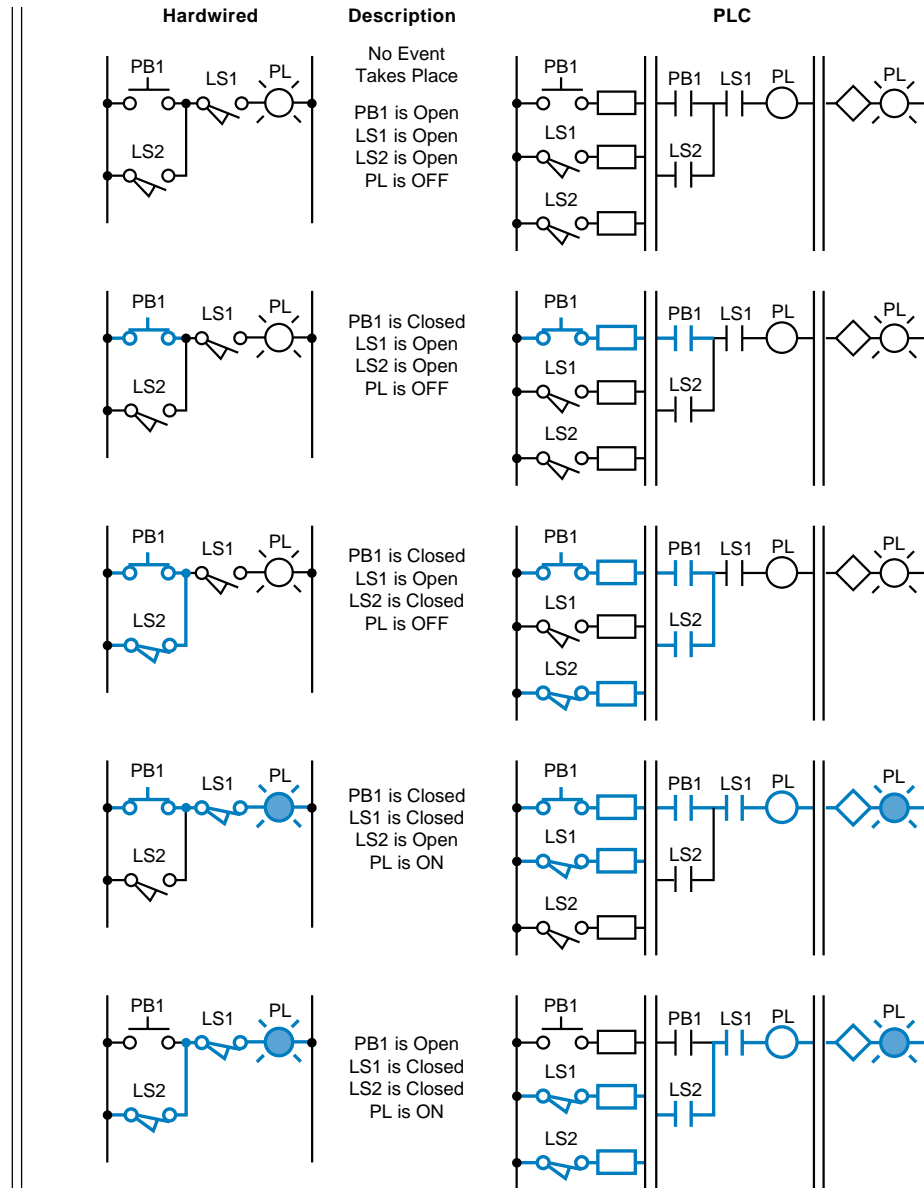 Hardwired Description PLC
No Event
Takes Place
PB1 LS1 PL
LS2
PB1 is Open
LS1 is Open
LS2 is Open
PL is OFF
PB1 PB1 LS1 PL PL
LS1
LS2
LS2
PB1 LS1 PL
LS2
PB1 is Closed
LS1 is Open
LS2 is Open
PL is OFF
PB1 PB1 LS1 PL PL
LS1
LS2
LS2
PB1 LS1 PL
LS2
PB1 is Closed
LS1 is Open
LS2 is Closed
PL is OFF
PB1 PB1 LS1 PL PL
LS1
LS2
LS2
PB1 LS1 PL
LS2
PB1 is Closed
LS1 is Closed
LS2 is Open
PL is ON
PB1 PB1 LS1 PL PL
LS1
LS2
LS2
PB1 LS1 PL
LS2
PB1 is Open
LS1 is Closed
LS2 is Closed
PL is ON
PB1 PB1 LS1 PL PL
LS1
LS2
LS2